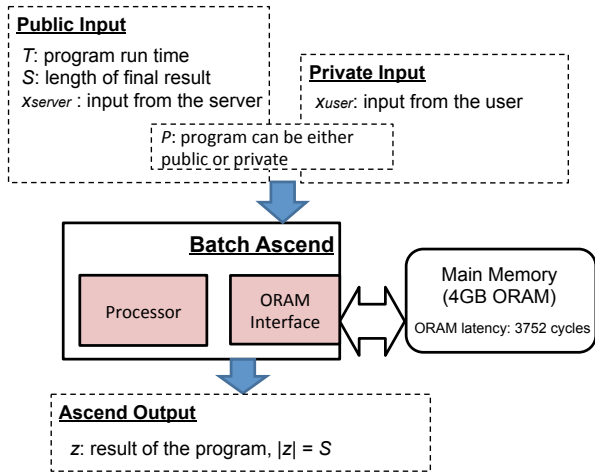 Public Input
T: program run time
S: length of final result
xserver : input from the server
Private Input
xuser: input from the user
P: program can be either
public or private
Batch Ascend
Processor
ORAM
Interface
Main Memory
(4GB ORAM)
ORAM latency: 3752 cycles
Ascend Output
z: result of the program, |z| = S